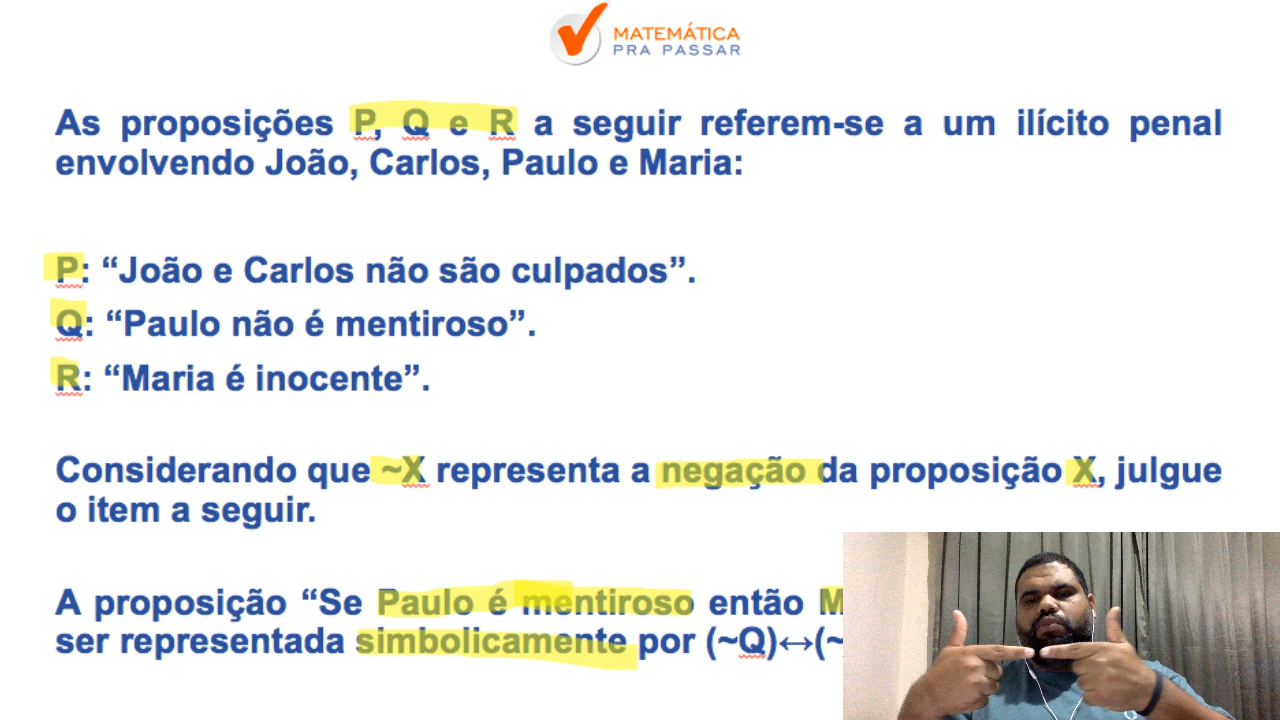 MATEMÁTICA
PRA PASSAR
As proposições P, Q e R a seguir referem-se a um ilícito penal
envolvendo João, Carlos, Paulo e Maria:
P: “João e Carlos não são culpados”.
Q: “Paulo não é mentiroso”.
R: “Maria é inocente”.
Considerando que ~X representa a negação da proposição X, julgue
o item a seguir.
A proposição “Se Paulo é mentiroso então M
ser representada simbolicamente por (~Q)↔(~